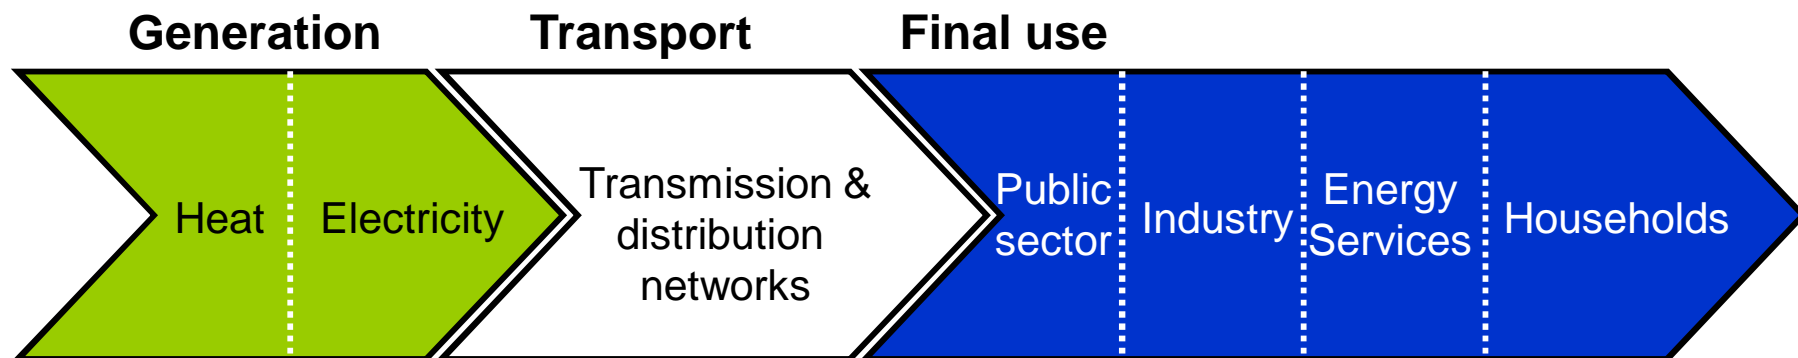 Generation
Transport
Final use
Heat
Electricity
Transmission &
distribution
networks
Public
sector
Industry
Energy
Services
Households